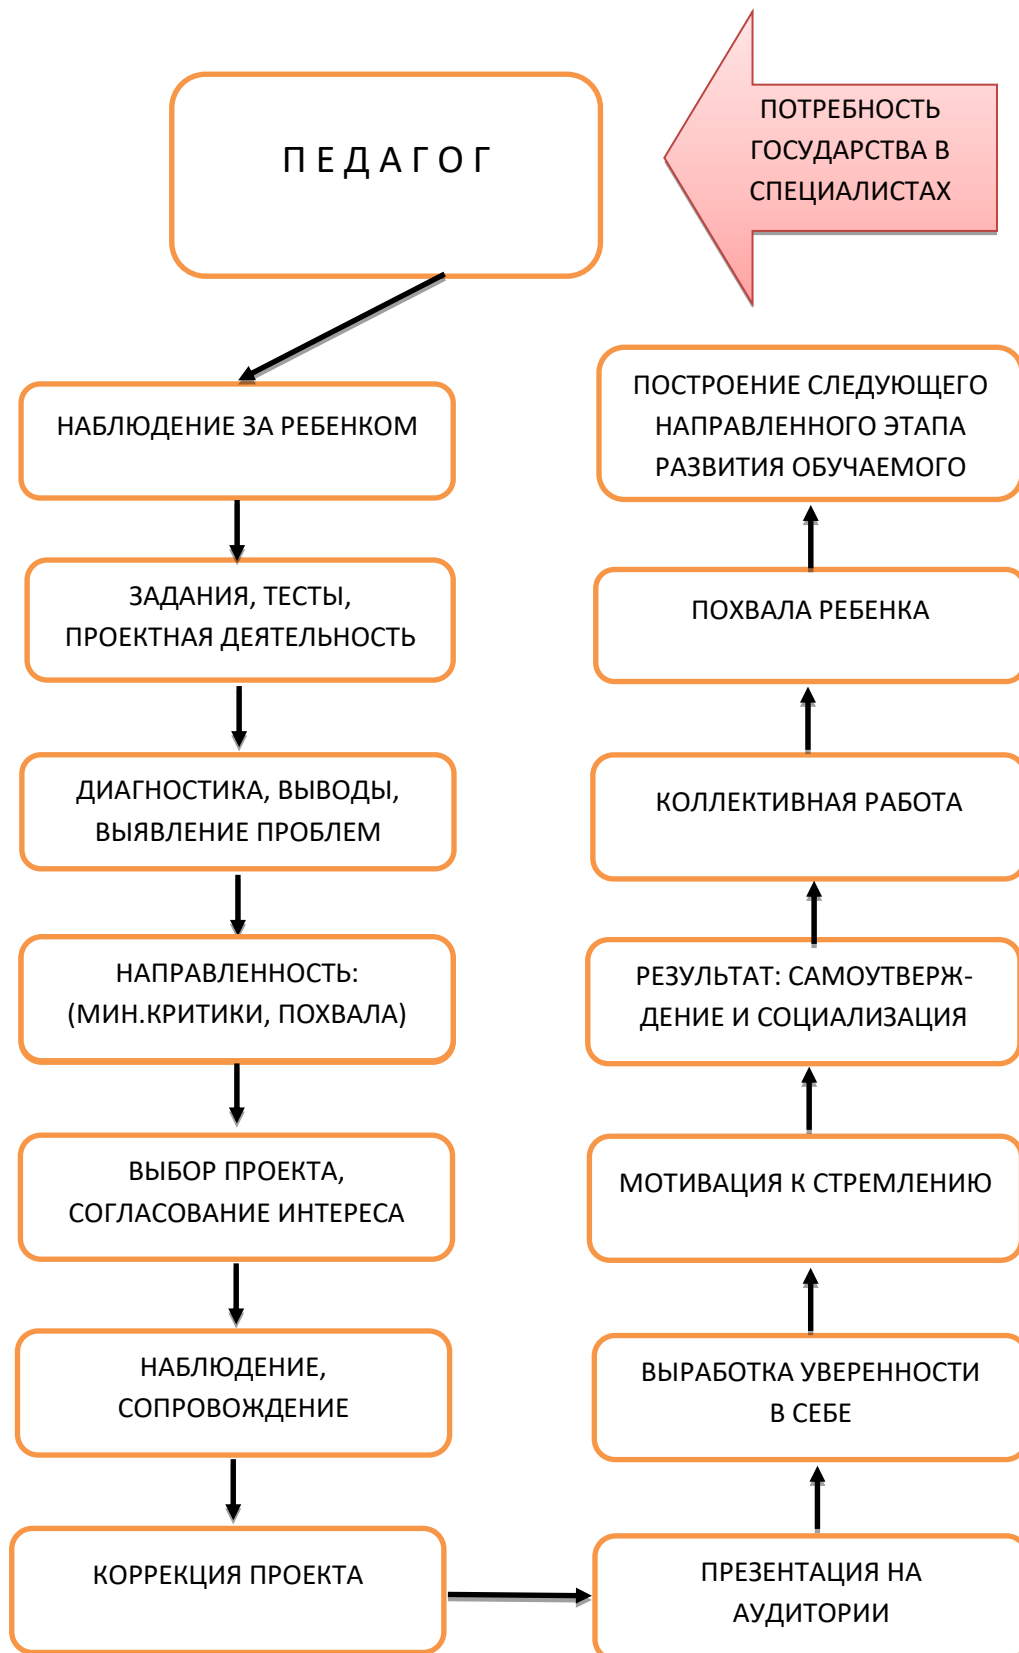 П Е Д А Г О Г
ПОТРЕБНОСТЬ
ГОСУДАРСТВА В
СПЕЦИАЛИСТАХ
НАБЛЮДЕНИЕ ЗА РЕБЕНКОМ
ЗАДАНИЯ, ТЕСТЫ,
ПРОЕКТНАЯ ДЕЯТЕЛЬНОСТЬ
ДИАГНОСТИКА, ВЫВОДЫ,
ВЫЯВЛЕНИЕ ПРОБЛЕМ
НАПРАВЛЕННОСТЬ:
(МИН.КРИТИКИ, ПОХВАЛА)
ВЫБОР ПРОЕКТА,
СОГЛАСОВАНИЕ ИНТЕРЕСА
НАБЛЮДЕНИЕ,
СОПРОВОЖДЕНИЕ
КОРРЕКЦИЯ ПРОЕКТА
ПРЕЗЕНТАЦИЯ НА
АУДИТОРИИ
ВЫРАБОТКА УВЕРЕННОСТИ
В СЕБЕ
МОТИВАЦИЯ К СТРЕМЛЕНИЮ
РЕЗУЛЬТАТ: САМОУТВЕРЖ-
ДЕНИЕ И СОЦИАЛИЗАЦИЯ
КОЛЛЕКТИВНАЯ РАБОТА
ПОХВАЛА РЕБЕНКА
ПОСТРОЕНИЕ СЛЕДУЮЩЕГО
НАПРАВЛЕННОГО ЭТАПА
РАЗВИТИЯ ОБУЧАЕМОГО